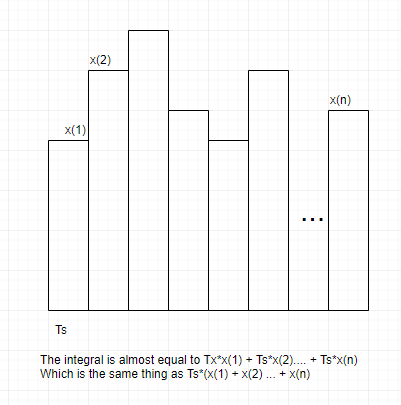 x(2)
x(n)
x(1)
...
Ts
The integral is almost equal to Tx*x(1) + Ts*x(2).... + Ts*x(n)
Which is the same thing as Ts*(x(1) + x(2) ... + x(n)